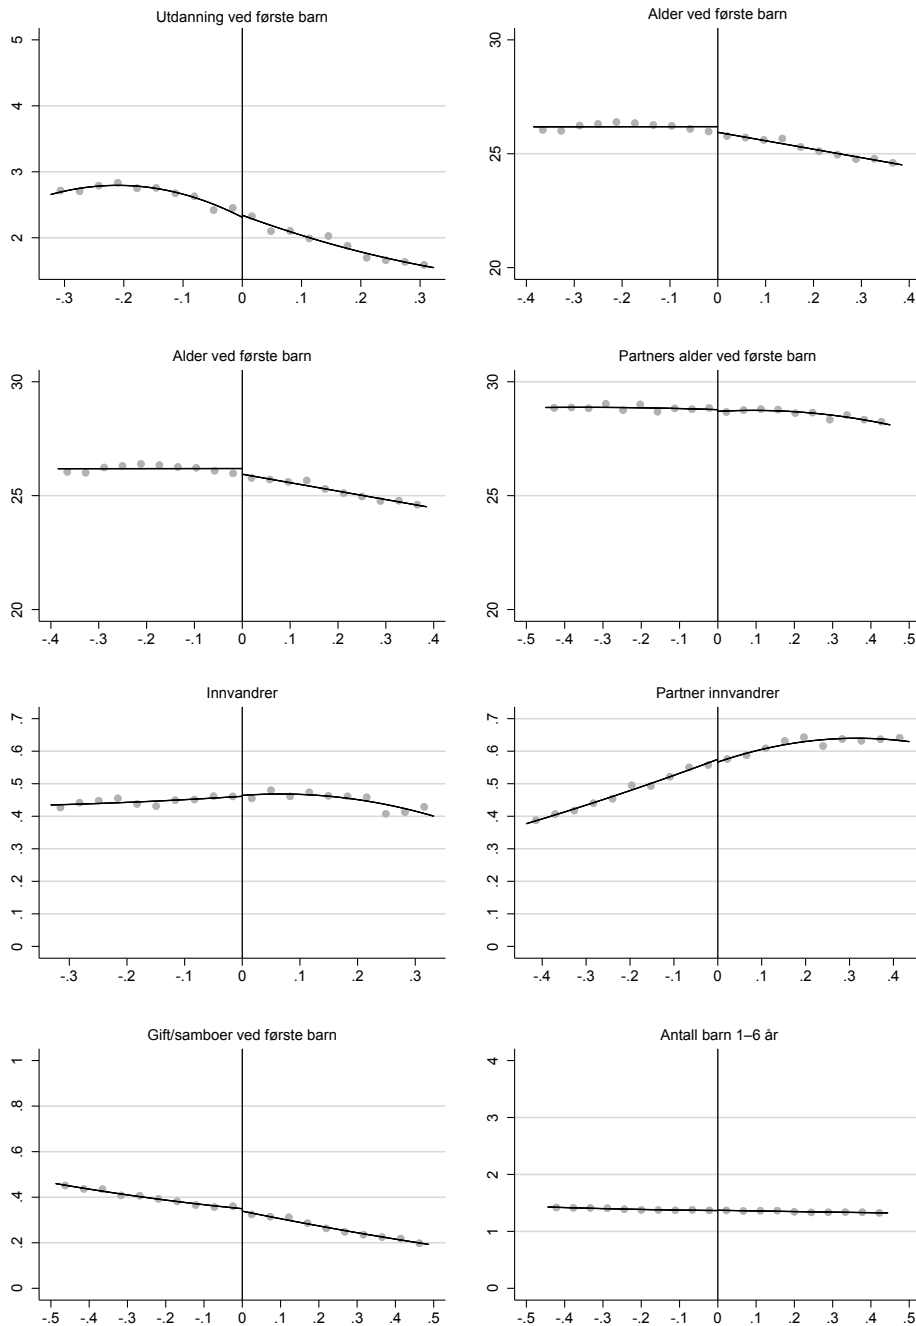 Utdanning ved første barn
5
4
3
2
-.3 -.2 -.1 0 .1 .2 .3
Alder ved første barn
30
25
20
-.4 -.3 -.2 -.1 0 .1 .2 .3 .4
Alder ved første barn
30
25
20
-.4 -.3 -.2 -.1 0 .1 .2 .3 .4
Partners alder ved første barn
30
25
20
-.5 -.4 -.3 -.2 -.1 0 .1 .2 .3 .4 .5
Innvandrer
.7
.6
.5
.4
.3
.2
.1
0
-.3 -.2 -.1 0 .1 .2 .3
Partner innvandrer
.7
.6
.5
.4
.3
.2
.1
0
-.4 -.3 -.2 -.1 0 .1 .2 .3 .4
Gift/samboer ved første barn
1
.8
.6
.4
.2
0
-.5 -.4 -.3 -.2 -.1 0 .1 .2 .3 .4 .5
Antall barn 1–6 år
4
3
2
1
0
-.5 -.4 -.3 -.2 -.1 0 .1 .2 .3 .4 .5